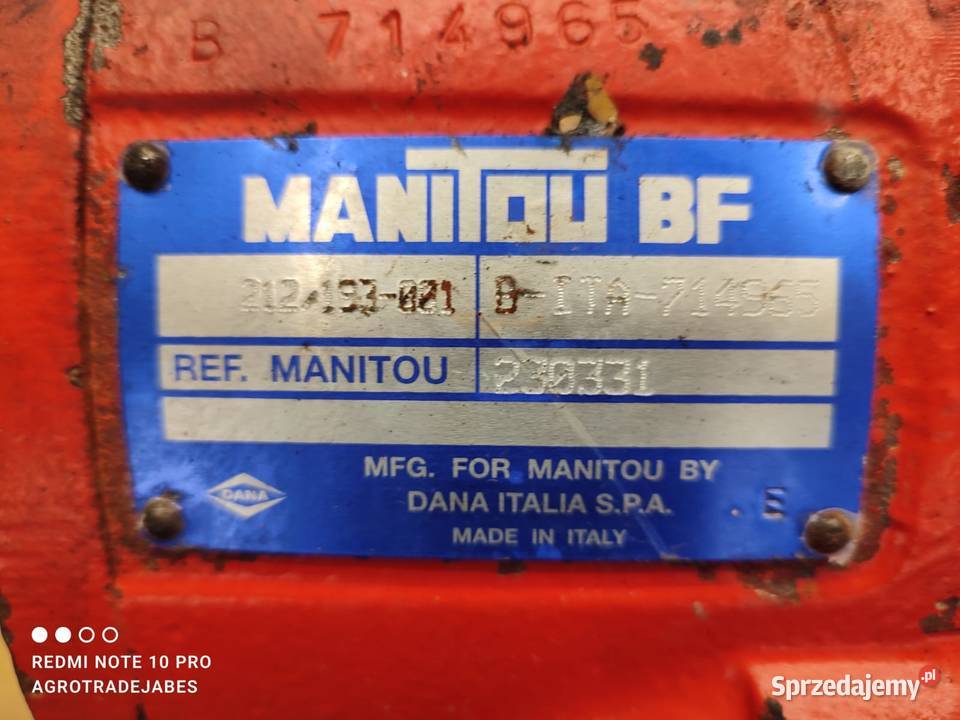 B 714965
MANITOU BF
212/193-001 B-ITA-714965
REF. MANITOU 230331
MFG. FOR MANITOU BY
DANA ITALIA S.P.A. . E
DANA
MADE IN ITALY
REDMI NOTE 10 PRO
AGROTRADEJABES
Sprzedajemy.pl